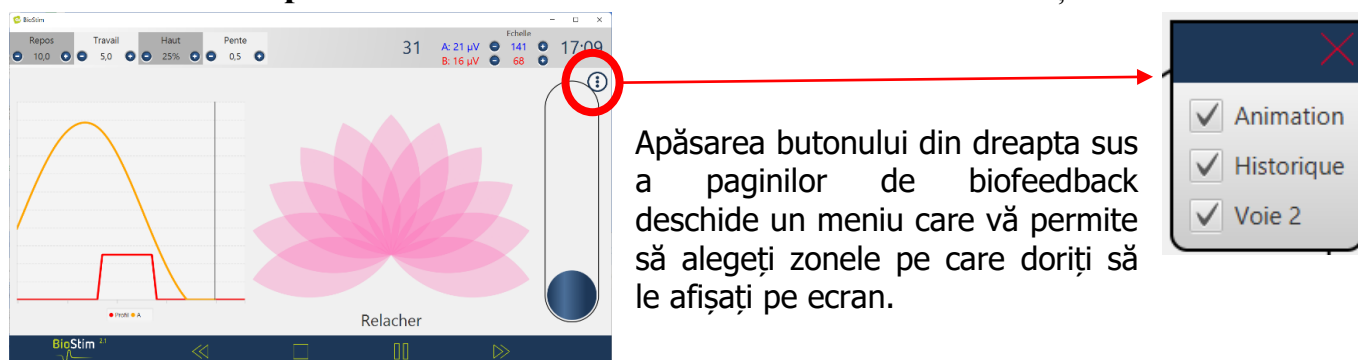 BioStim
Repos Travail Haut Pente
10,0 5,0 25% 0,5
31
Echelle
A: 21 µV 141
B: 16 µV 68
17:09
Profil A
Relacher
BioStim 2.1
Apăsarea butonului din dreapta sus
a paginilor de biofeedback
deschide un meniu care vă permite
să alegeți zonele pe care doriți să
le afișați pe ecran.
Animation
Historique
Voie 2